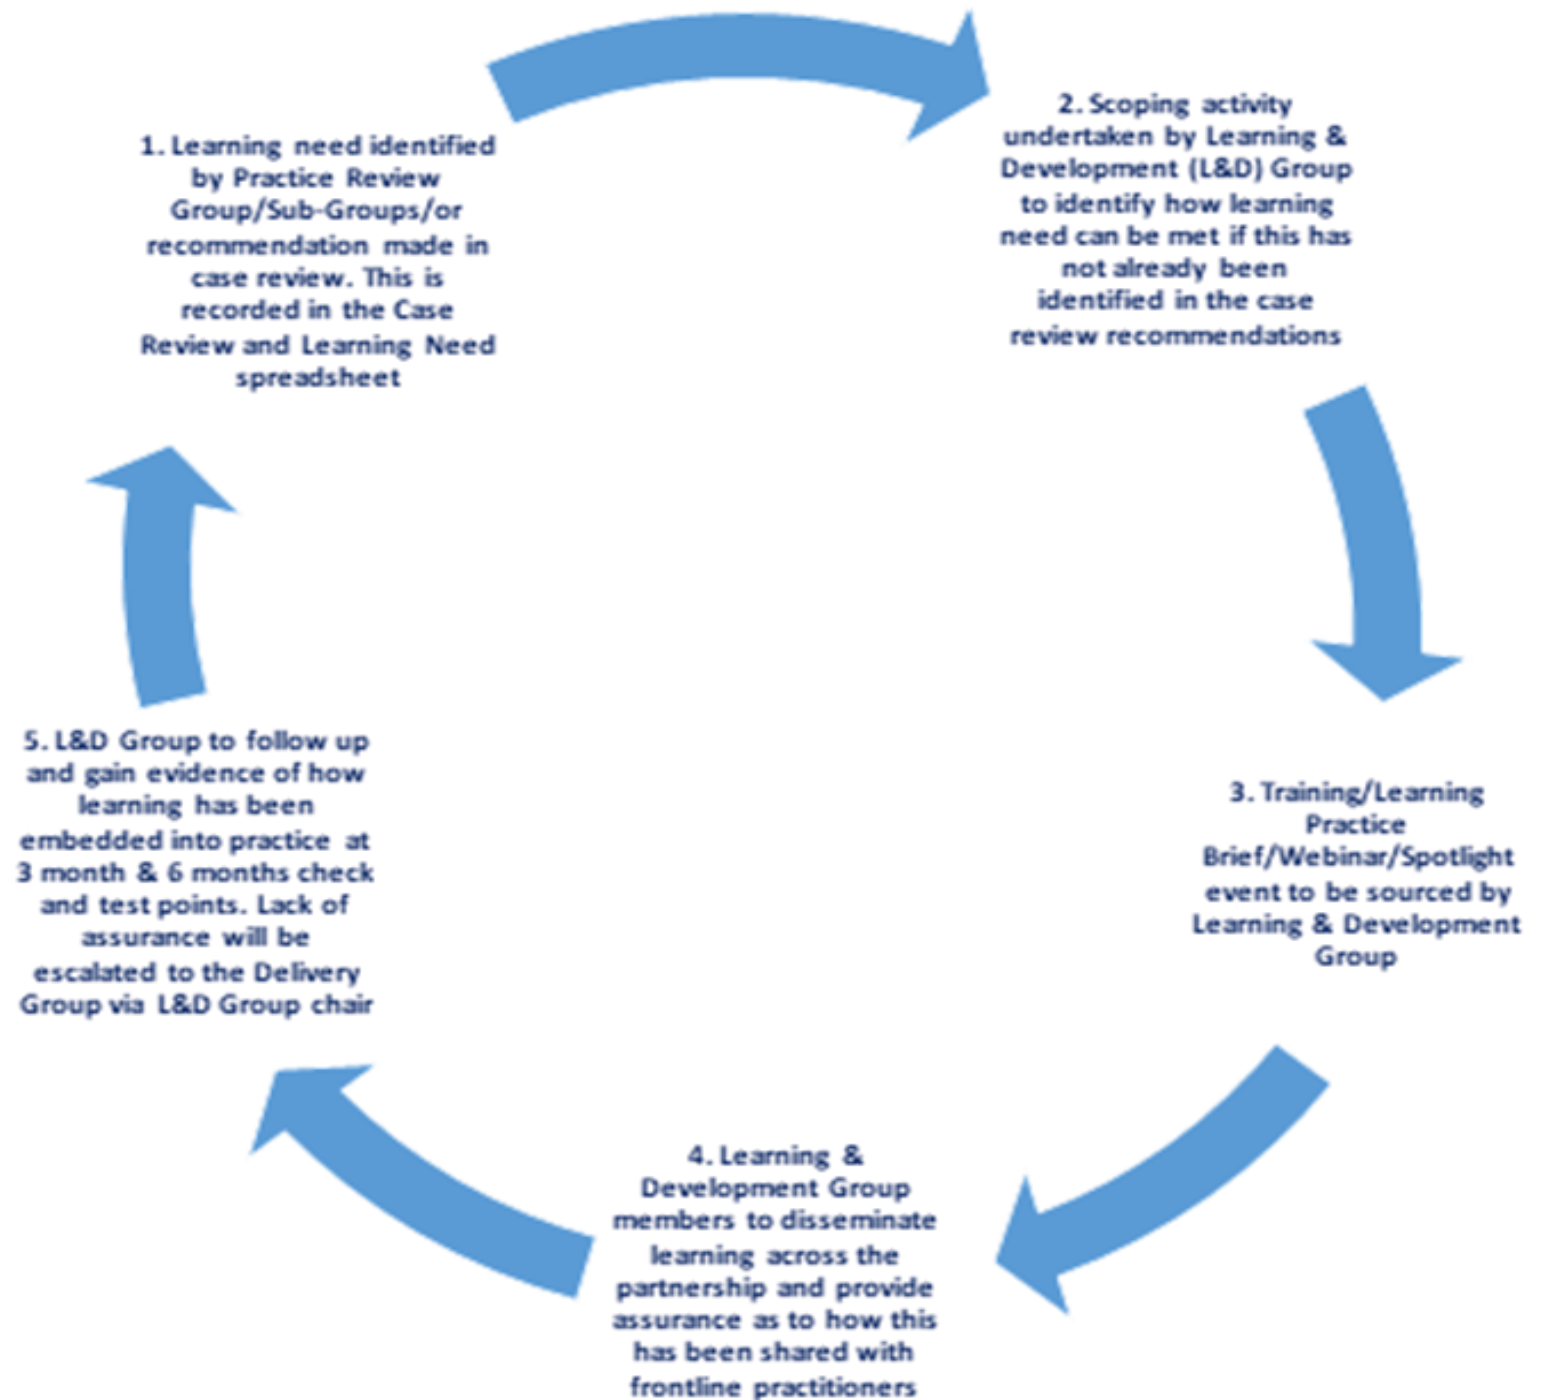 1. Learning need identified
by Practice Review
Group/Sub-Groups/or
recommendation made in
case review. This is
recorded in the Case
Review and Learning Need
spreadsheet
2. Scoping activity
undertaken by Learning &
Development (L&D) Group
to identify how learning
need can be met if this has
not already been
identified in the case
review recommendations
3. Training/Learning
Practice
Brief/Webinar/Spotlight
event to be sourced by
Learning & Development
Group
4. Learning &
Development Group
members to disseminate
learning across the
partnership and provide
assurance as to how this
has been shared with
frontline practitioners
5. L&D Group to follow up
and gain evidence of how
learning has been
embedded into practice at
3 month & 6 months check
and test points. Lack of
assurance will be
escalated to the Delivery
Group via L&D Group chair